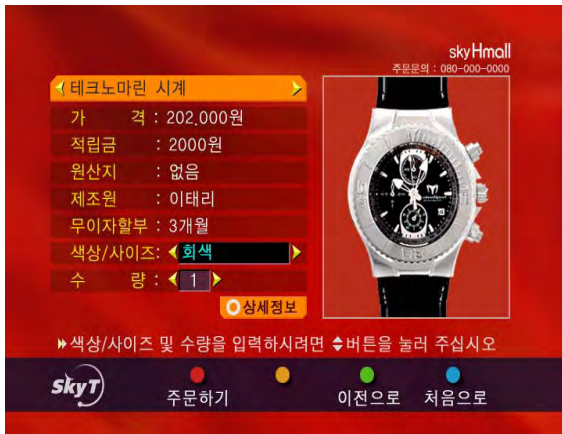 sky Hmall
주문문의 : 080-000-0000
테크노마린 시계
가 격 : 202,000원
적립금 : 2000원
원산지 : 없음
제조원 : 이태리
무이자할부 : 3개월
색상/사이즈 : 회색
수 량 : 1
상세정보
색상/사이즈 및 수량을 입력하시려면 버튼을 눌러 주십시오
SkyT
주문하기 이전으로 처음으로